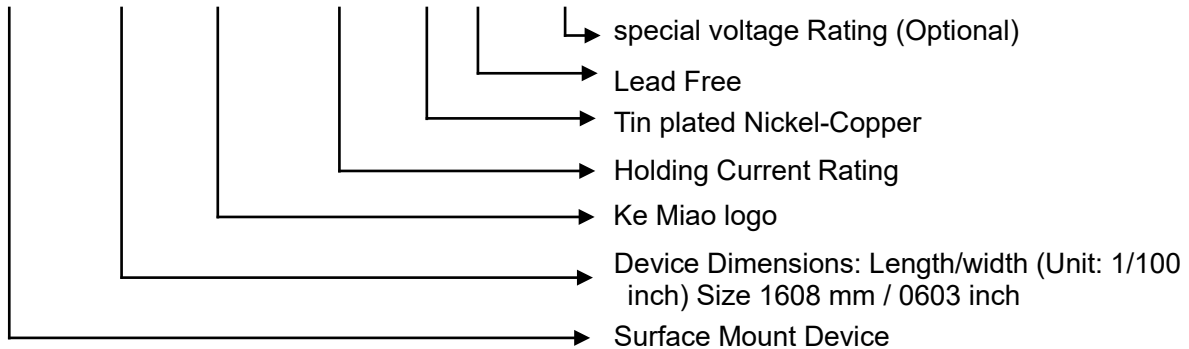 special voltage Rating (Optional)
Lead Free
Tin plated Nickel-Copper
Holding Current Rating
Ke Miao logo
Device Dimensions: Length/width (Unit: 1/100
inch) Size 1608 mm / 0603 inch
Surface Mount Device